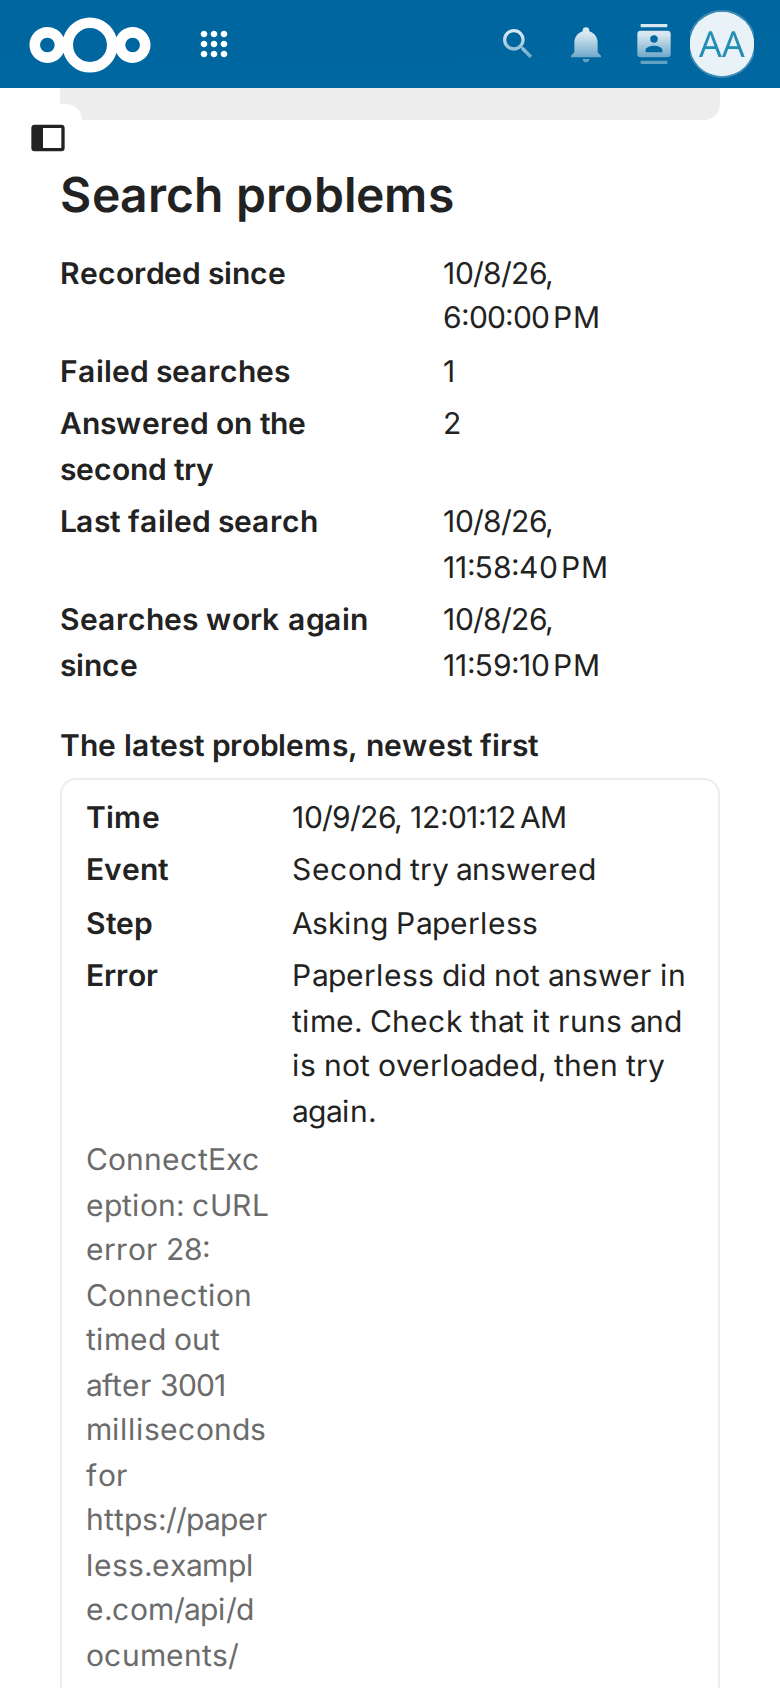 AA
Search problems
Recorded since
10/8/26,
6:00:00 PM
Failed searches
1
Answered on the
second try
2
Last failed search
10/8/26,
11:58:40 PM
Searches work again
since
10/8/26,
11:59:10 PM
The latest problems, newest first
Time
10/9/26, 12:01:12 AM
Event
Second try answered
Step
Asking Paperless
Error
Paperless did not answer in
time. Check that it runs and
is not overloaded, then try
again.
ConnectExc
eption: cURL
error 28:
Connection
timed out
after 3001
milliseconds
for
https://paper
less.exampl
e.com/api/d
ocuments/